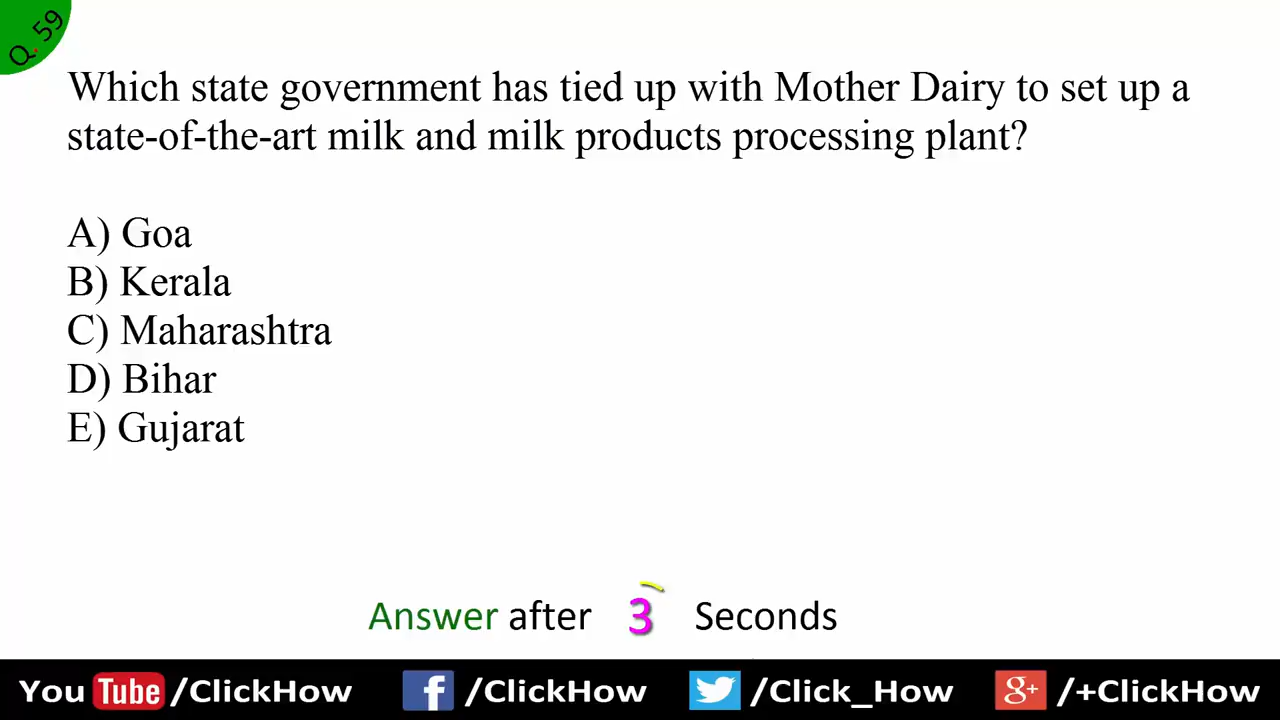 Q. 59
Which state government has tied up with Mother Dairy to set up a
state-of-the-art milk and milk products processing plant?
A) Goa
B) Kerala
C) Maharashtra
D) Bihar
E) Gujarat
Answer after 3 Seconds
You Tube /ClickHow f /ClickHow /Click_How g+ /+ClickHow